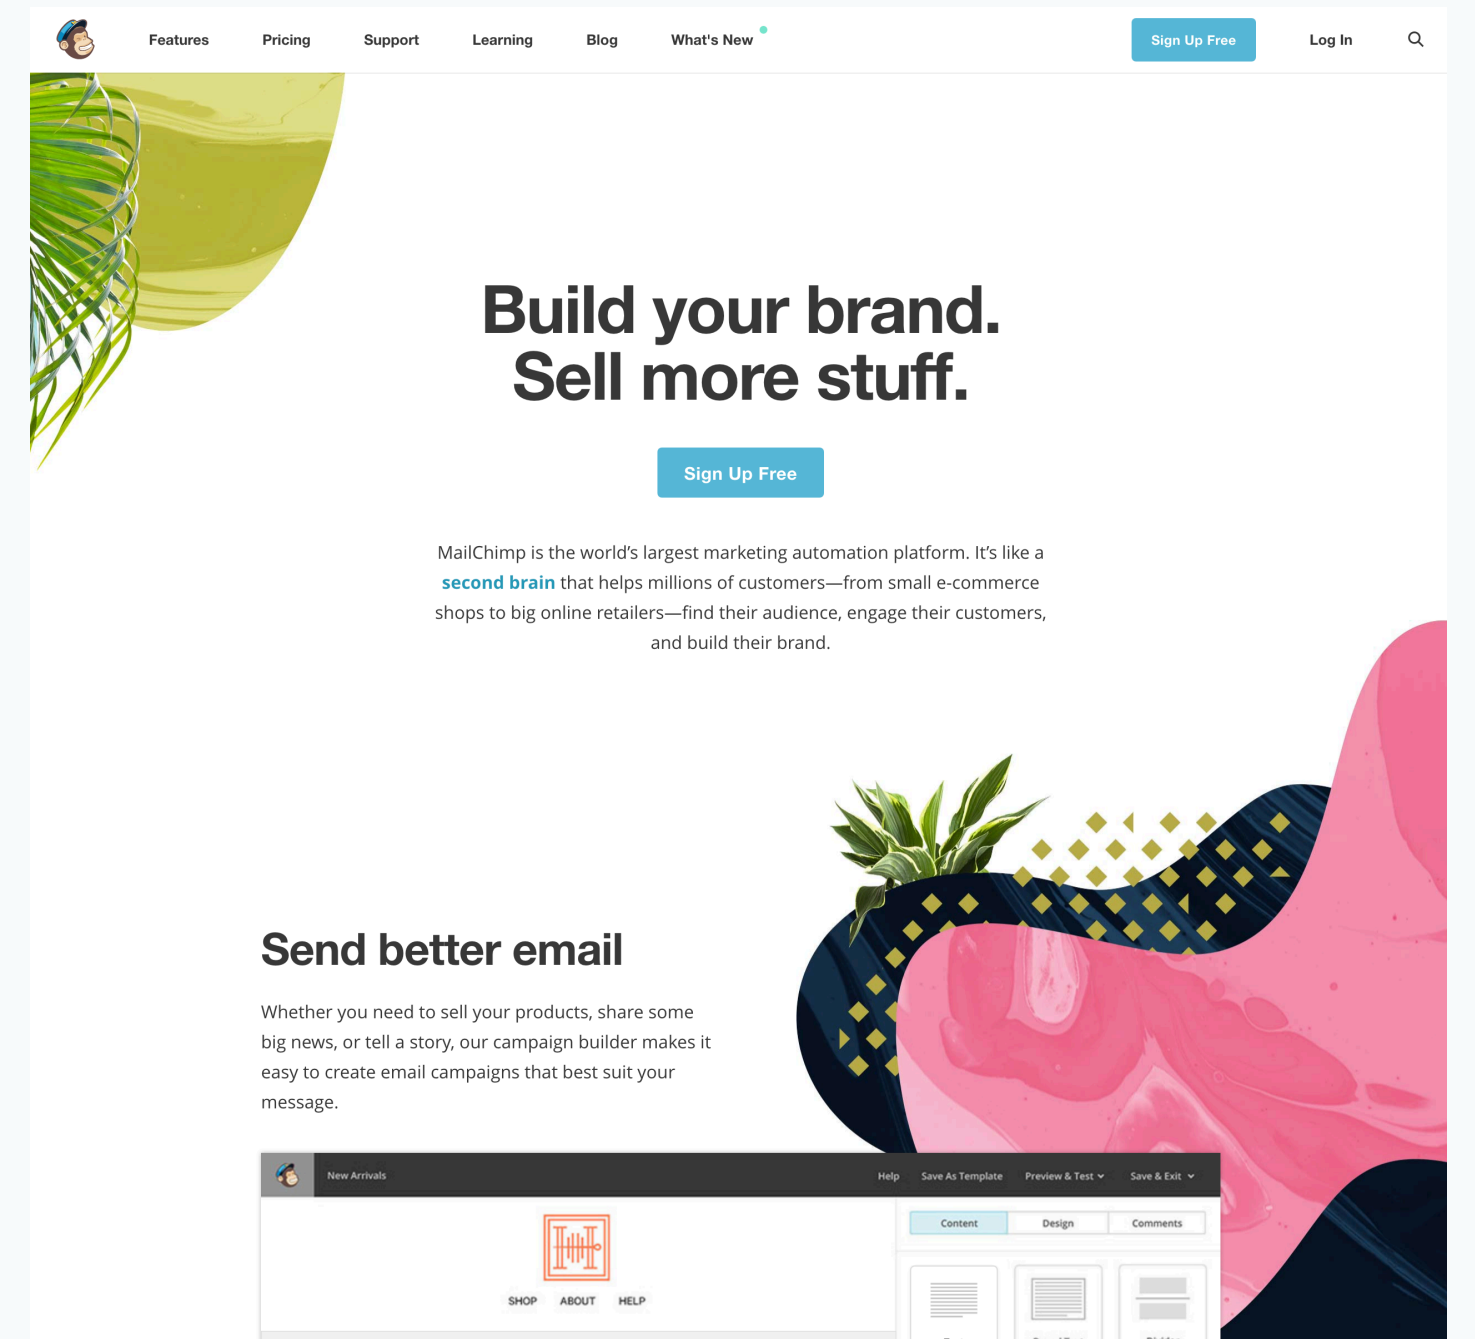 Features Pricing Support Learning Blog What's New Sign Up Free Log In
Build your brand.
Sell more stuff.
Sign Up Free
MailChimp is the world's largest marketing automation platform. It's like a
second brain that helps millions of customers—from small e-commerce
shops to big online retailers—find their audience, engage their customers,
and build their brand.
Send better email
Whether you need to sell your products, share some
big news, or tell a story, our campaign builder makes it
easy to create email campaigns that best suit your
message.
New Arrivals Help Save As Template Preview & Test Save & Exit
Content Design Comments
SHOP ABOUT HELP